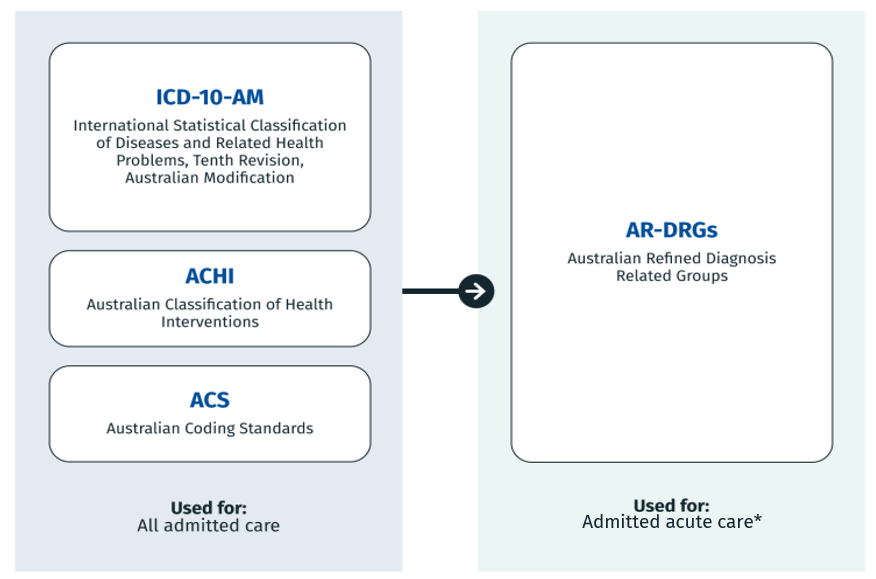 ICD-10-AM
International Statistical Classification
of Diseases and Related Health
Problems, Tenth Revision,
Australian Modification
ACHI
Australian Classification of Health
Interventions
ACS
Australian Coding Standards
Used for:
All admitted care
AR-DRGs
Australian Refined Diagnosis
Related Groups
Used for:
Admitted acute care*